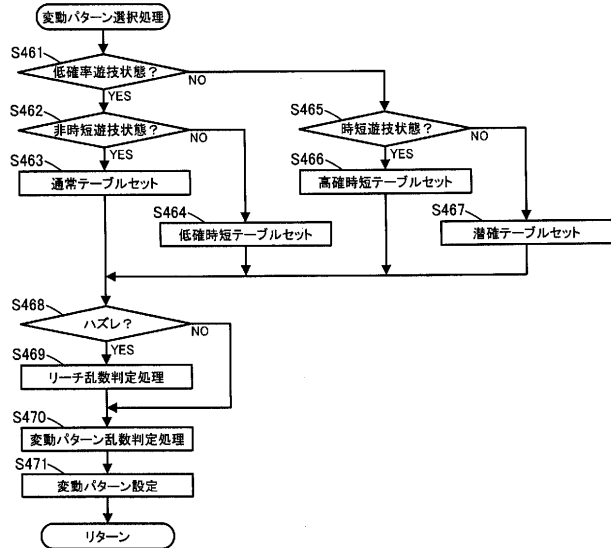 変動パターン選択処理
S461
低確率遊技状態？
NO
YES
S462
非時短遊技状態？
NO
YES
S465
時短遊技状態？
NO
YES
S463
通常テーブルセット
S466
高確時短テーブルセット
S464
低確時短テーブルセット
S467
潜確テーブルセット
S468
ハズレ？
NO
YES
S469
リーチ乱数判定処理
S470
変動パターン乱数判定処理
S471
変動パターン設定
リターン